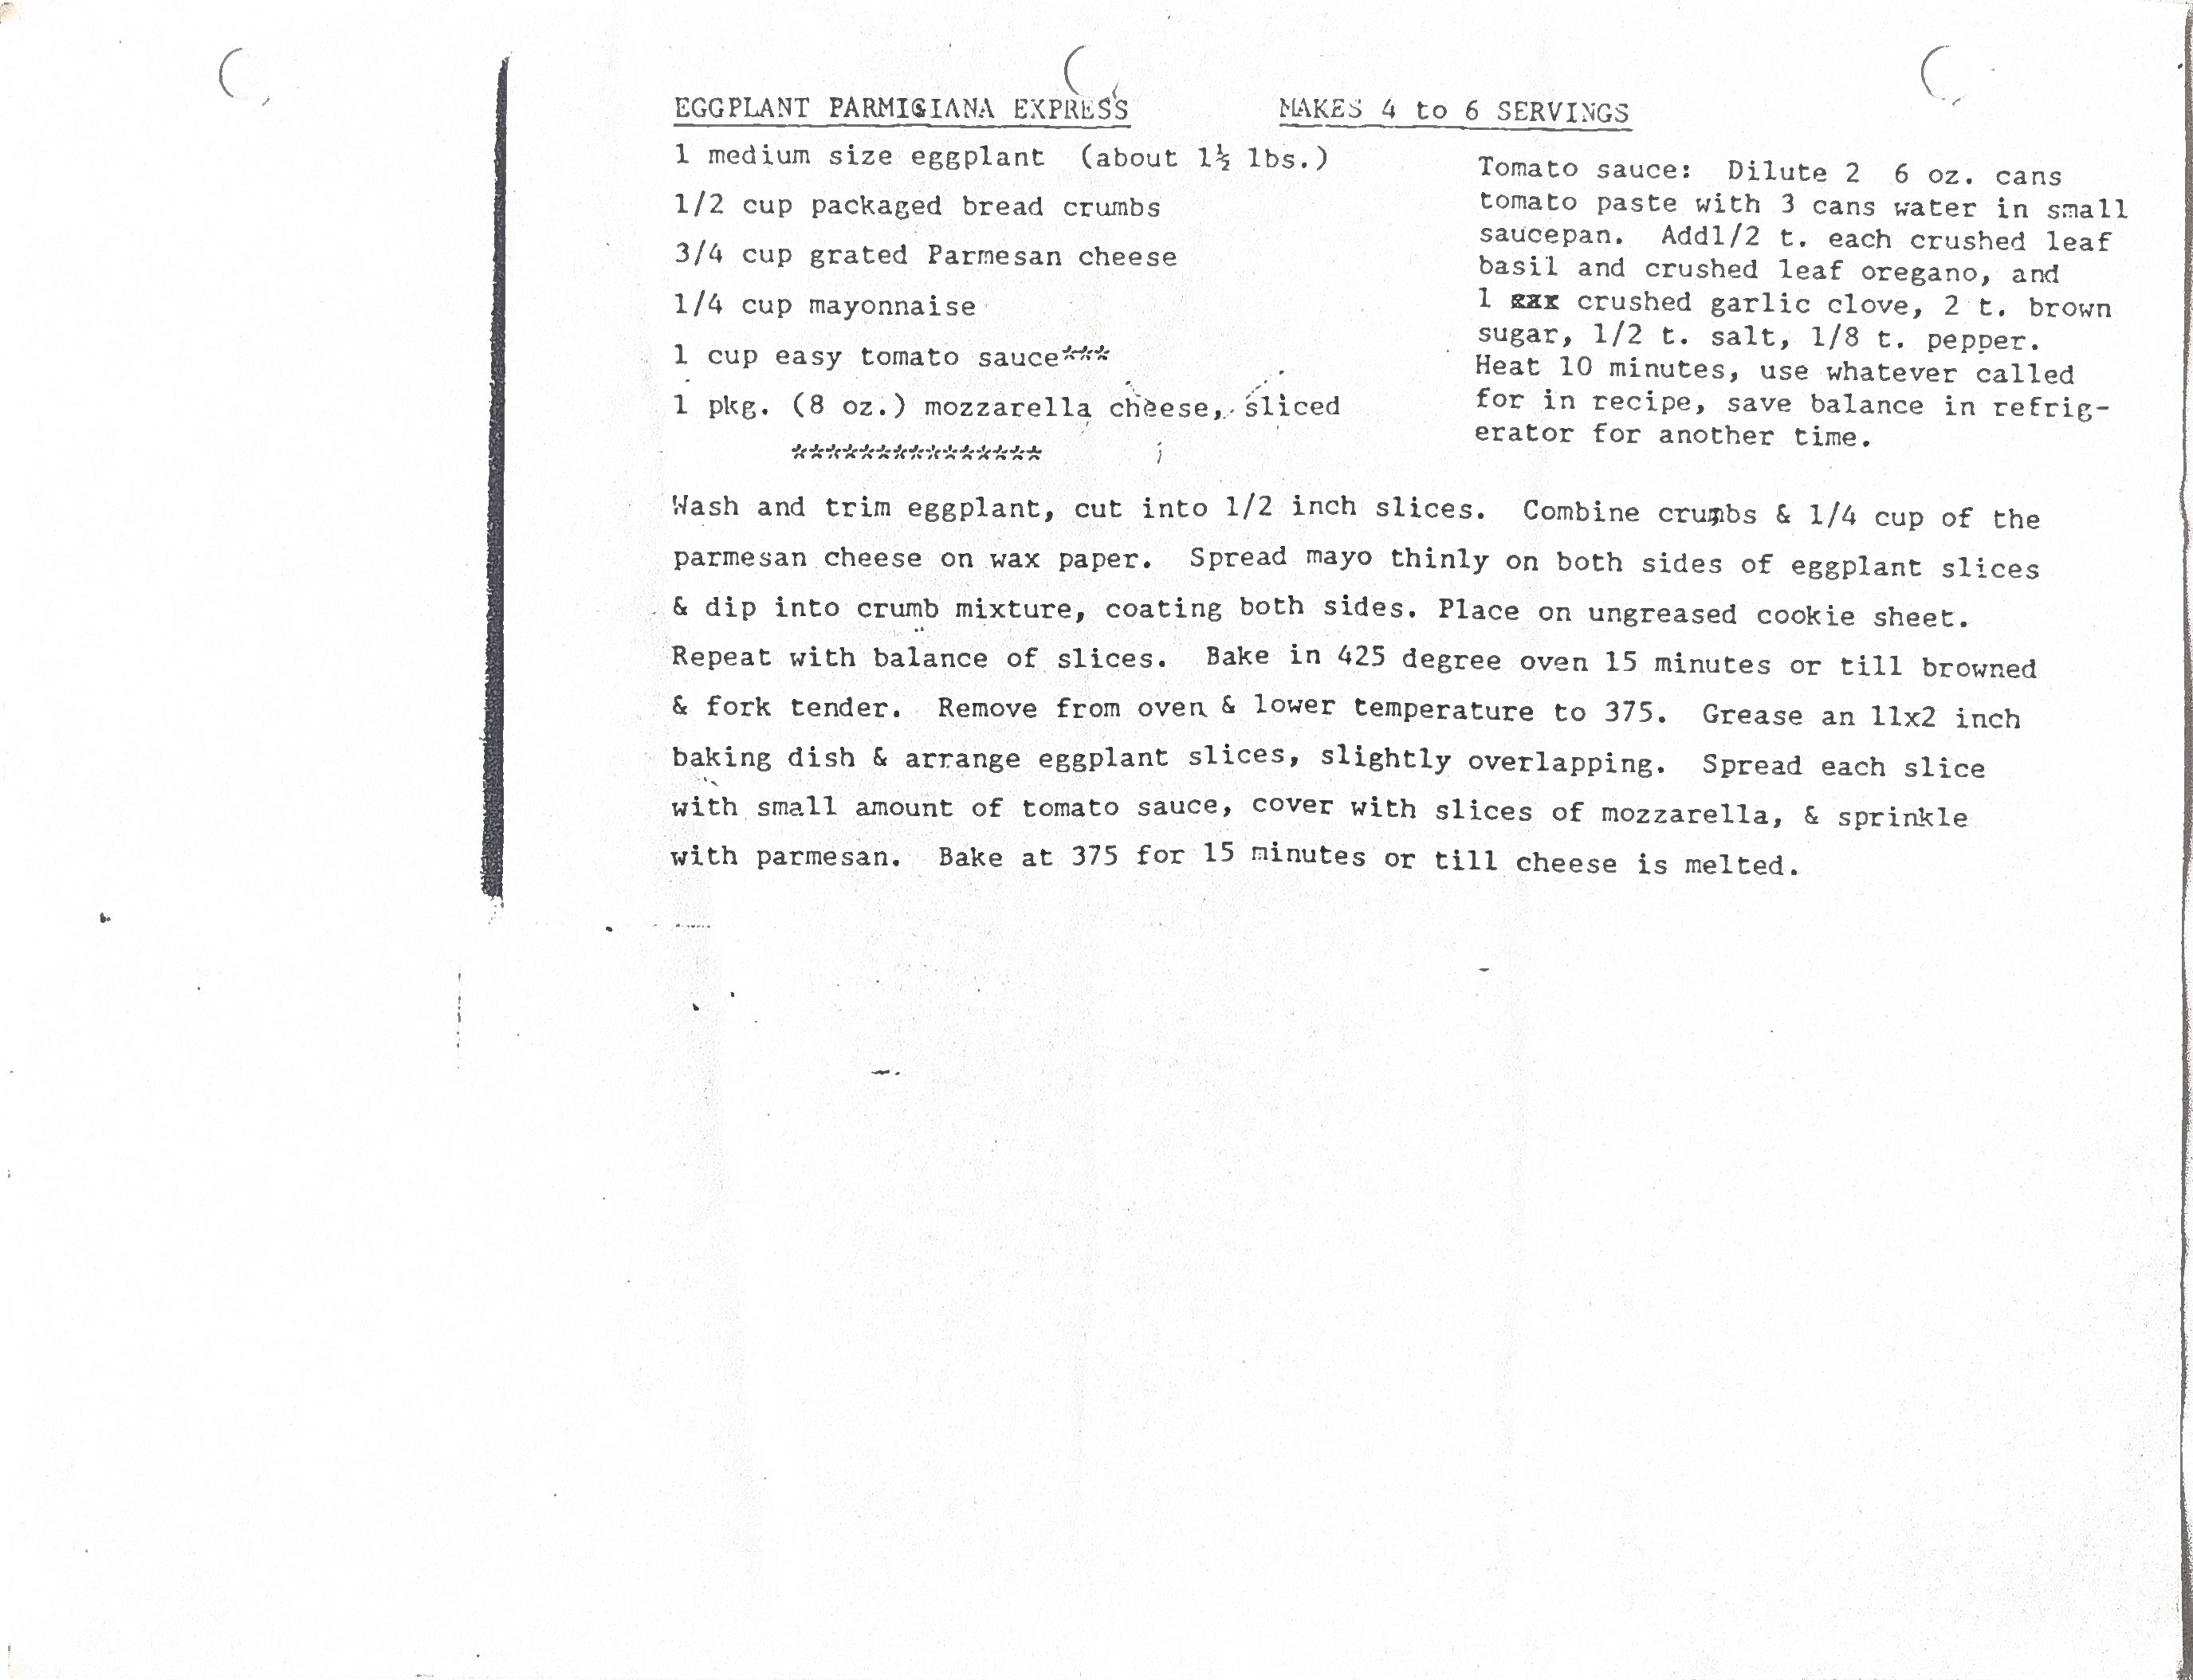 EGGPLANT PARMIGIANA EXPRESS MAKES 4 to 6 SERVINGS
1 medium size eggplant (about 1½ lbs.)
1/2 cup packaged bread crumbs
3/4 cup grated Parmesan cheese
1/4 cup mayonnaise
1 cup easy tomato sauce***
1 pkg. (8 oz.) mozzarella cheese, sliced
***************
Tomato sauce: Dilute 2 6 oz. cans
tomato paste with 3 cans water in small
saucepan. Add1/2 t. each crushed leaf
basil and crushed leaf oregano, and
1 crushed garlic clove, 2 t. brown
sugar, 1/2 t. salt, 1/8 t. pepper.
Heat 10 minutes, use whatever called
for in recipe, save balance in refrig-
erator for another time.
Wash and trim eggplant, cut into 1/2 inch slices. Combine crumbs & 1/4 cup of the
parmesan cheese on wax paper. Spread mayo thinly on both sides of eggplant slices
& dip into crumb mixture, coating both sides. Place on ungreased cookie sheet.
Repeat with balance of slices. Bake in 425 degree oven 15 minutes or till browned
& fork tender. Remove from oven & lower temperature to 375. Grease an 11x2 inch
baking dish & arrange eggplant slices, slightly overlapping. Spread each slice
with small amount of tomato sauce, cover with slices of mozzarella, & sprinkle
with parmesan. Bake at 375 for 15 minutes or till cheese is melted.